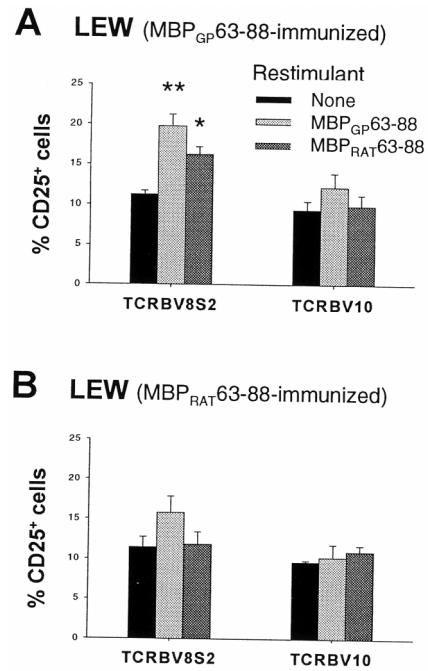 A LEW (MBPGP63-88-immunized)
Restimulant
None
MBPGP63-88
MBPRAT63-88
** *
% CD25+ cells
25
20
15
10
5
0
TCRBV8S2 TCRBV10
B LEW (MBPRAT63-88-immunized)
% CD25+ cells
25
20
15
10
5
0
TCRBV8S2 TCRBV10